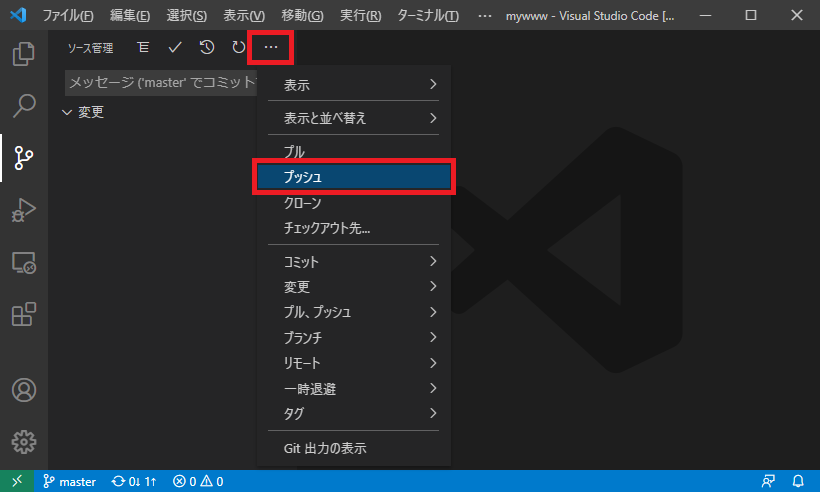 ファイル(F) 編集(E) 選択(S) 表示(V) 移動(G) 実行(R) ターミナル(T) ··· mywww - Visual Studio Code [...
ソース管理 ···
メッセージ ('master' でコミット
変更
表示
表示と並べ替え
プル
プッシュ
クローン
チェックアウト先...
コミット
変更
プル、プッシュ
ブランチ
リモート
一時退避
タグ
Git 出力の表示
master 0↓ 1↑ 0 0